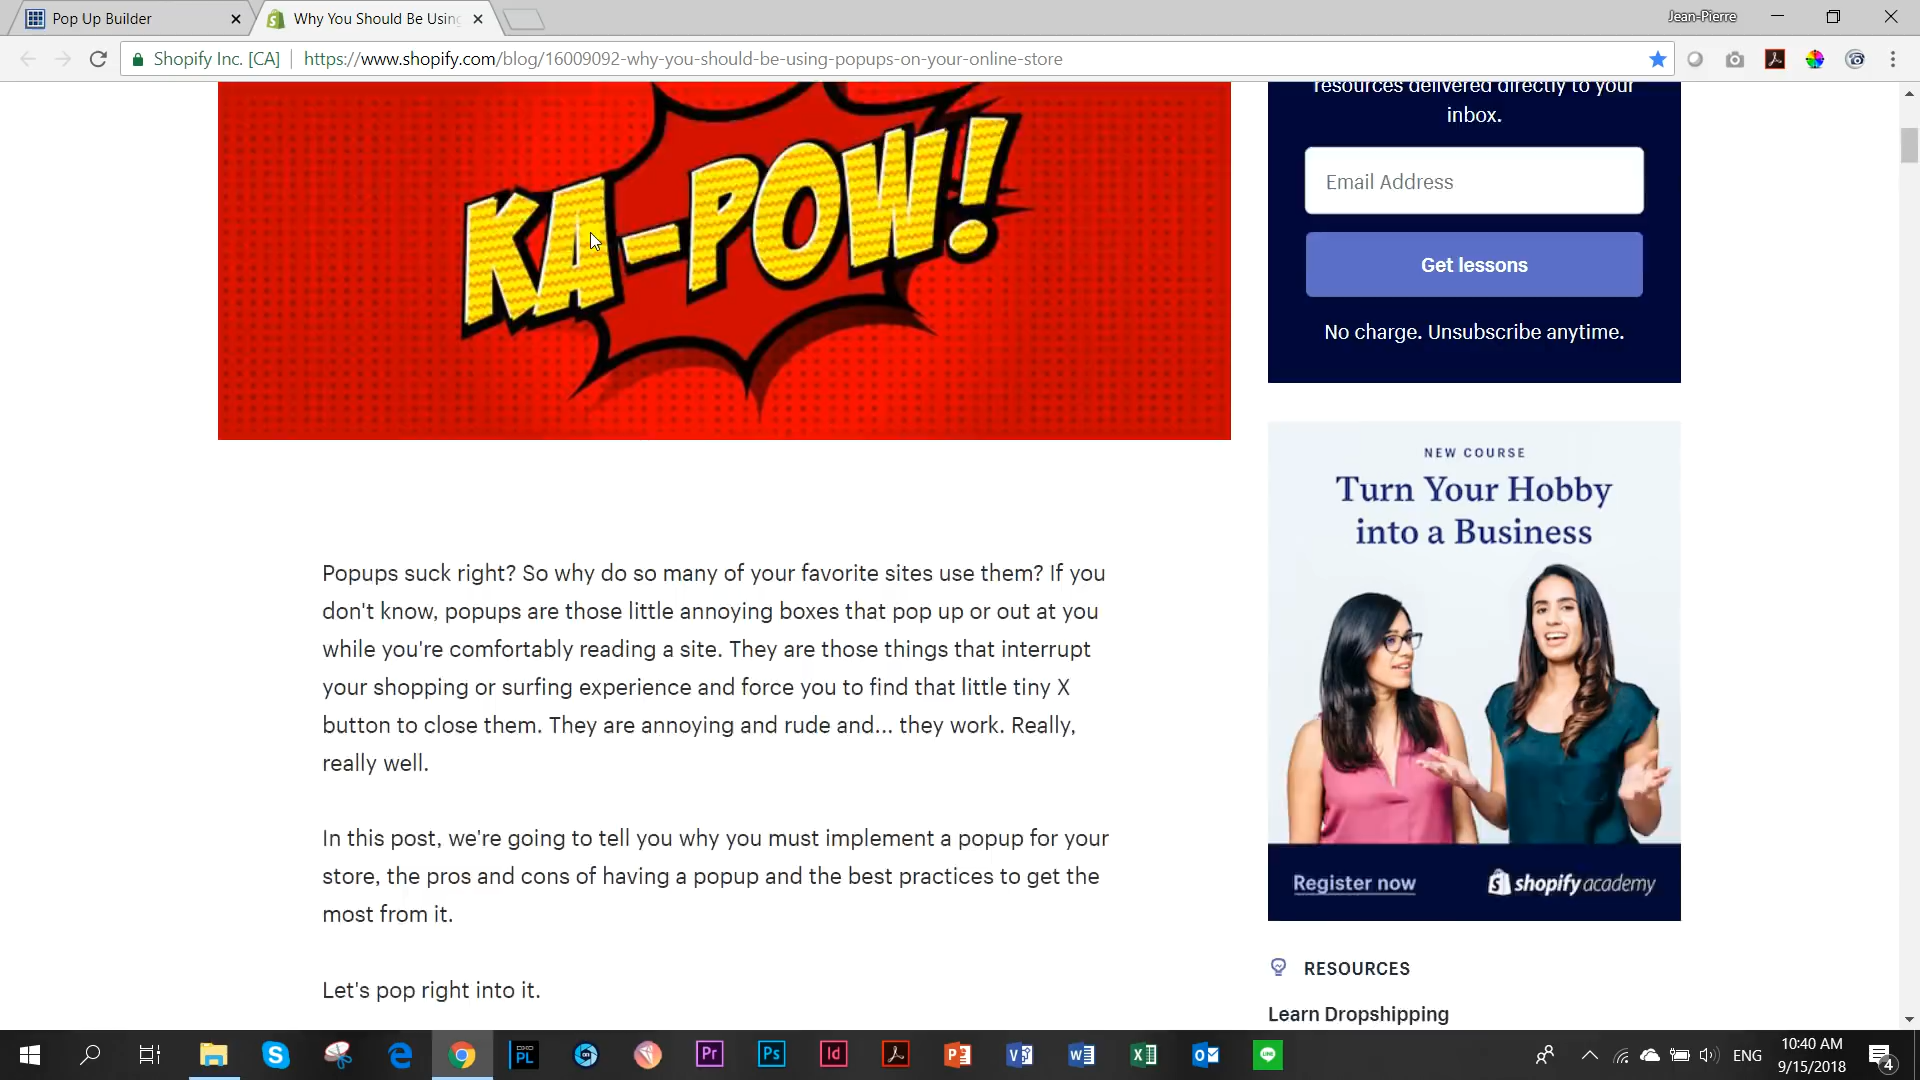 Pop Up Builder
Why You Should Be Using
Jean-Pierre
Shopify Inc. [CA]
https://www.shopify.com/blog/16009092-why-you-should-be-using-popups-on-your-online-store
KA-POW!
resources delivered directly to your
inbox.
Email Address
Get lessons
No charge. Unsubscribe anytime.
Popups suck right? So why do so many of your favorite sites use them? If you
don't know, popups are those little annoying boxes that pop up or out at you
while you're comfortably reading a site. They are those things that interrupt
your shopping or surfing experience and force you to find that little tiny X
button to close them. They are annoying and rude and... they work. Really,
really well.
In this post, we're going to tell you why you must implement a popup for your
store, the pros and cons of having a popup and the best practices to get the
most from it.
Let's pop right into it.
NEW COURSE
Turn Your Hobby
into a Business
Register now
shopify academy
RESOURCES
Learn Dropshipping
PL
Pr
Ps
Id
ENG
10:40 AM
9/15/2018
4